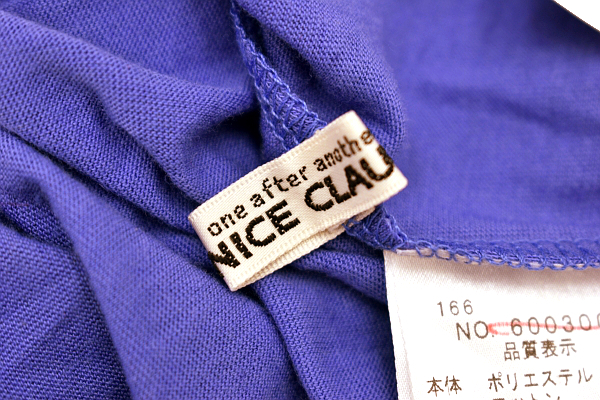 one after anothe
NICE CLAU
166
NO. 600300
品質表示
本体 ポリエステル